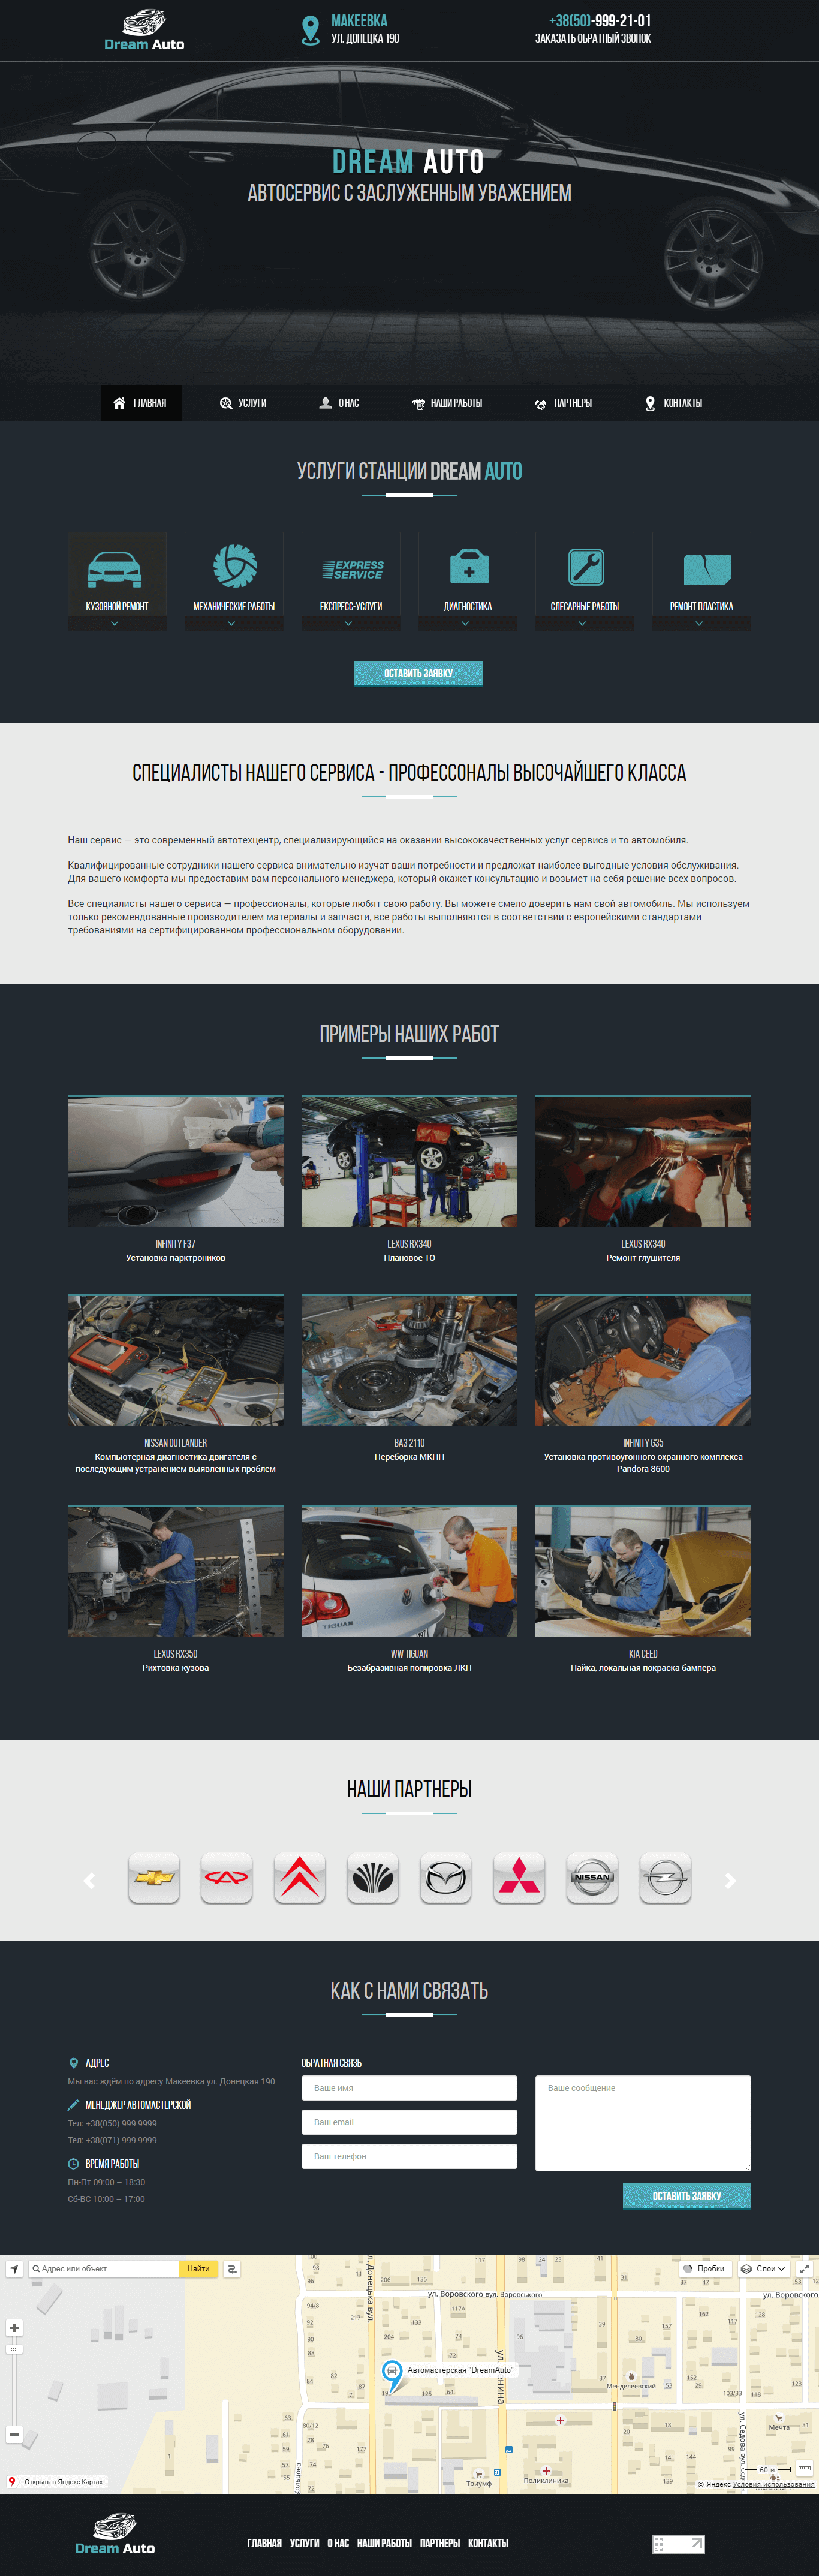 Dream Auto
МАКЕЕВКА
УЛ. ДОНЕЦКА 190
+38(50)-999-21-01
ЗАКАЗАТЬ ОБРАТНЫЙ ЗВОНОК
DREAM AUTO
АВТОСЕРВИС С ЗАСЛУЖЕННЫМ УВАЖЕНИЕМ
ГЛАВНАЯ
УСЛУГИ
О НАС
НАШИ РАБОТЫ
ПАРТНЕРЫ
КОНТАКТЫ
УСЛУГИ СТАНЦИИ DREAM AUTO
EXPRESS
SERVICE
КУЗОВНОЙ РЕМОНТ
МЕХАНИЧЕСКИЕ РАБОТЫ
ЕКСПРЕСС-УСЛУГИ
ДИАГНОСТИКА
СЛЕСАРНЫЕ РАБОТЫ
РЕМОНТ ПЛАСТИКА
ОСТАВИТЬ ЗАЯВКУ
СПЕЦИАЛИСТЫ НАШЕГО СЕРВИСА - ПРОФЕССОНАЛЫ ВЫСОЧАЙШЕГО КЛАССА
Наш сервис — это современный автотехцентр, специализирующийся на оказании высококачественных услуг сервиса и то автомобиля.
Квалифицированные сотрудники нашего сервиса внимательно изучат ваши потребности и предложат наиболее выгодные условия обслуживания.
Для вашего комфорта мы предоставим вам персонального менеджера, который окажет консультацию и возьмет на себя решение всех вопросов.
Все специалисты нашего сервиса — профессионалы, которые любят свою работу. Вы можете смело доверить нам свой автомобиль. Мы используем
только рекомендованные производителем материалы и запчасти, все работы выполняются в соответствии с европейскими стандартами
требованиями на сертифицированном профессиональном оборудовании.
ПРИМЕРЫ НАШИХ РАБОТ
INFINITY F37
Установка парктроников
LEXUS RX340
Плановое ТО
LEXUS RX340
Ремонт глушителя
NISSAN OUTLANDER
Компьютерная диагностика двигателя с
последующим устранением выявленных проблем
ВАЗ 2110
Переборка МКПП
INFINITY G35
Установка противоугонного охранного комплекса
Pandora 8600
LEXUS RX350
Рихтовка кузова
WW TIGUAN
Безабразивная полировка ЛКП
KIA CEED
Пайка, локальная покраска бампера
НАШИ ПАРТНЕРЫ
NISSAN
КАК С НАМИ СВЯЗАТЬ
АДРЕС
Мы вас ждём по адресу Макеевка ул. Донецкая 190
МЕНЕДЖЕР АВТОМАСТЕРСКОЙ
Тел: +38(050) 999 9999
Тел: +38(071) 999 9999
ВРЕМЯ РАБОТЫ
Пн-Пт 09:00 – 18:30
Сб-ВС 10:00 – 17:00
ОБРАТНАЯ СВЯЗЬ
Ваше имя
Ваш email
Ваш телефон
Ваше сообщение
ОСТАВИТЬ ЗАЯВКУ
Адрес или объект
Найти
Пробки
Слои
ул. Воровского вул. Воровського
ул. Воровского
Автомастерская "DreamAuto"
Менделеевский
Мечта
Триумф
Поликлиника
60 м
Открыть в Яндекс.Картах
© Яндекс Условия использования
Dream Auto
ГЛАВНАЯ
УСЛУГИ
О НАС
НАШИ РАБОТЫ
ПАРТНЕРЫ
КОНТАКТЫ